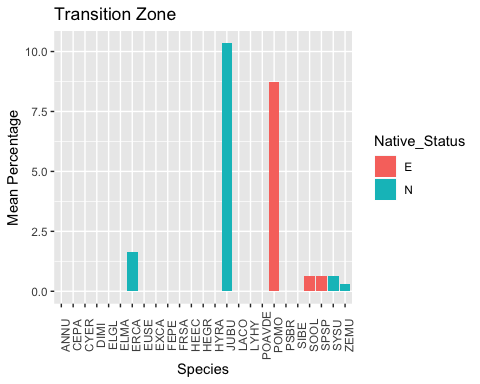 Transition Zone
10.0
7.5
5.0
2.5
0.0
Mean Percentage
ANNU
CEPA
CYER
DIMI
ELGL
ELMA
ERCA
EUSE
EXCA
FEPE
FRSA
HEEC
HEGR
HYRA
JUBU
LACO
LYHY
POAVDE
POMO
PSBR
SIBE
SOOL
SPSP
SYSU
ZEMU
Species
Native_Status
E
N